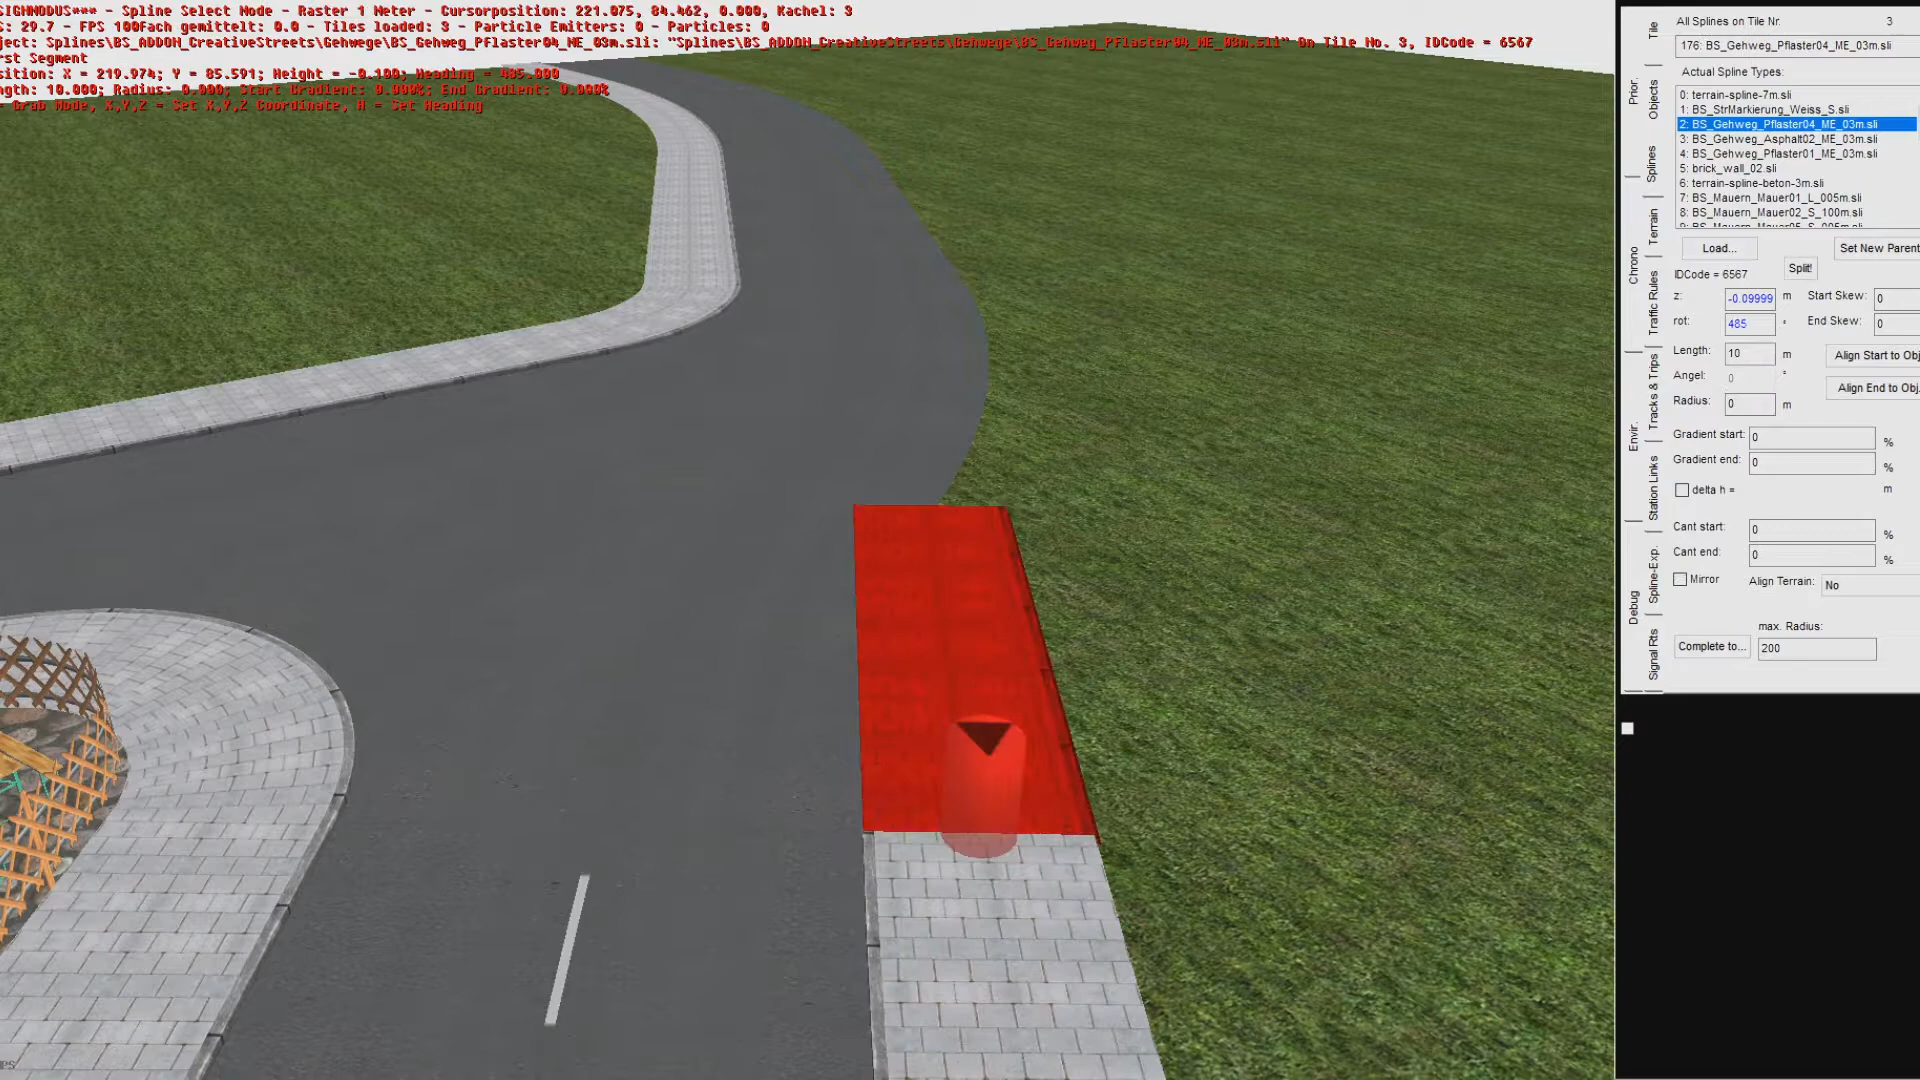 SIGNMODUS*** - Spline Select Mode - Raster 1 Meter - Cursorposition: 221.075, 84.462, 0.000, Kachel: 3
S: 29.7 - FPS 100Fach gemittelt: 0.0 - Tiles loaded: 3 - Particle Emitters: 0 - Particles: 0
ject: Splines\BS_ADDON_CreativeStreets\Gehwege\BS_Gehweg_Pflaster04_ME_03m.sli: "Splines\BS_ADDON_CreativeStreets\Gehwege\BS_Gehweg_Pflaster04_ME_03m.sli" On Tile No. 3, IDCode = 6567
rst Segment
sition: X = 219.974; Y = 85.591; Height = -0.100; Heading = 485.000
ngth: 10.000; Radius: 0.000; Start Gradient: 0.000%; End Gradient: 0.000%
= Grab Mode, X,Y,Z = Set X,Y,Z Coordinate, H = Set Heading
Tile
Objects
Splines
Terrain
Traffic Rules
Tracks & Trips
Station Links
Spline-Exp.
Signal Rts
Prior.
Chrono
Envir.
Debug
All Splines on Tile Nr. 3
176: BS_Gehweg_Pflaster04_ME_03m.sli
Actual Spline Types:
0: terrain-spline-7m.sli
1: BS_StrMarkierung_Weiss_S.sli
2: BS_Gehweg_Pflaster04_ME_03m.sli
3: BS_Gehweg_Asphalt02_ME_03m.sli
4: BS_Gehweg_Pflaster01_ME_03m.sli
5: brick_wall_02.sli
6: terrain-spline-beton-3m.sli
7: BS_Mauern_Mauer01_L_005m.sli
8: BS_Mauern_Mauer02_S_100m.sli
Load... Set New Parent
IDCode = 6567 Split!
z: -0.09999 m Start Skew: 0
rot: 485 ° End Skew: 0
Length: 10 m Align Start to Obj
Angel: 0 °
Align End to Obj.
Radius: 0 m
Gradient start: 0 %
Gradient end: 0 %
delta h = m
Cant start: 0 %
Cant end: 0 %
Mirror Align Terrain: No
max. Radius:
Complete to... 200